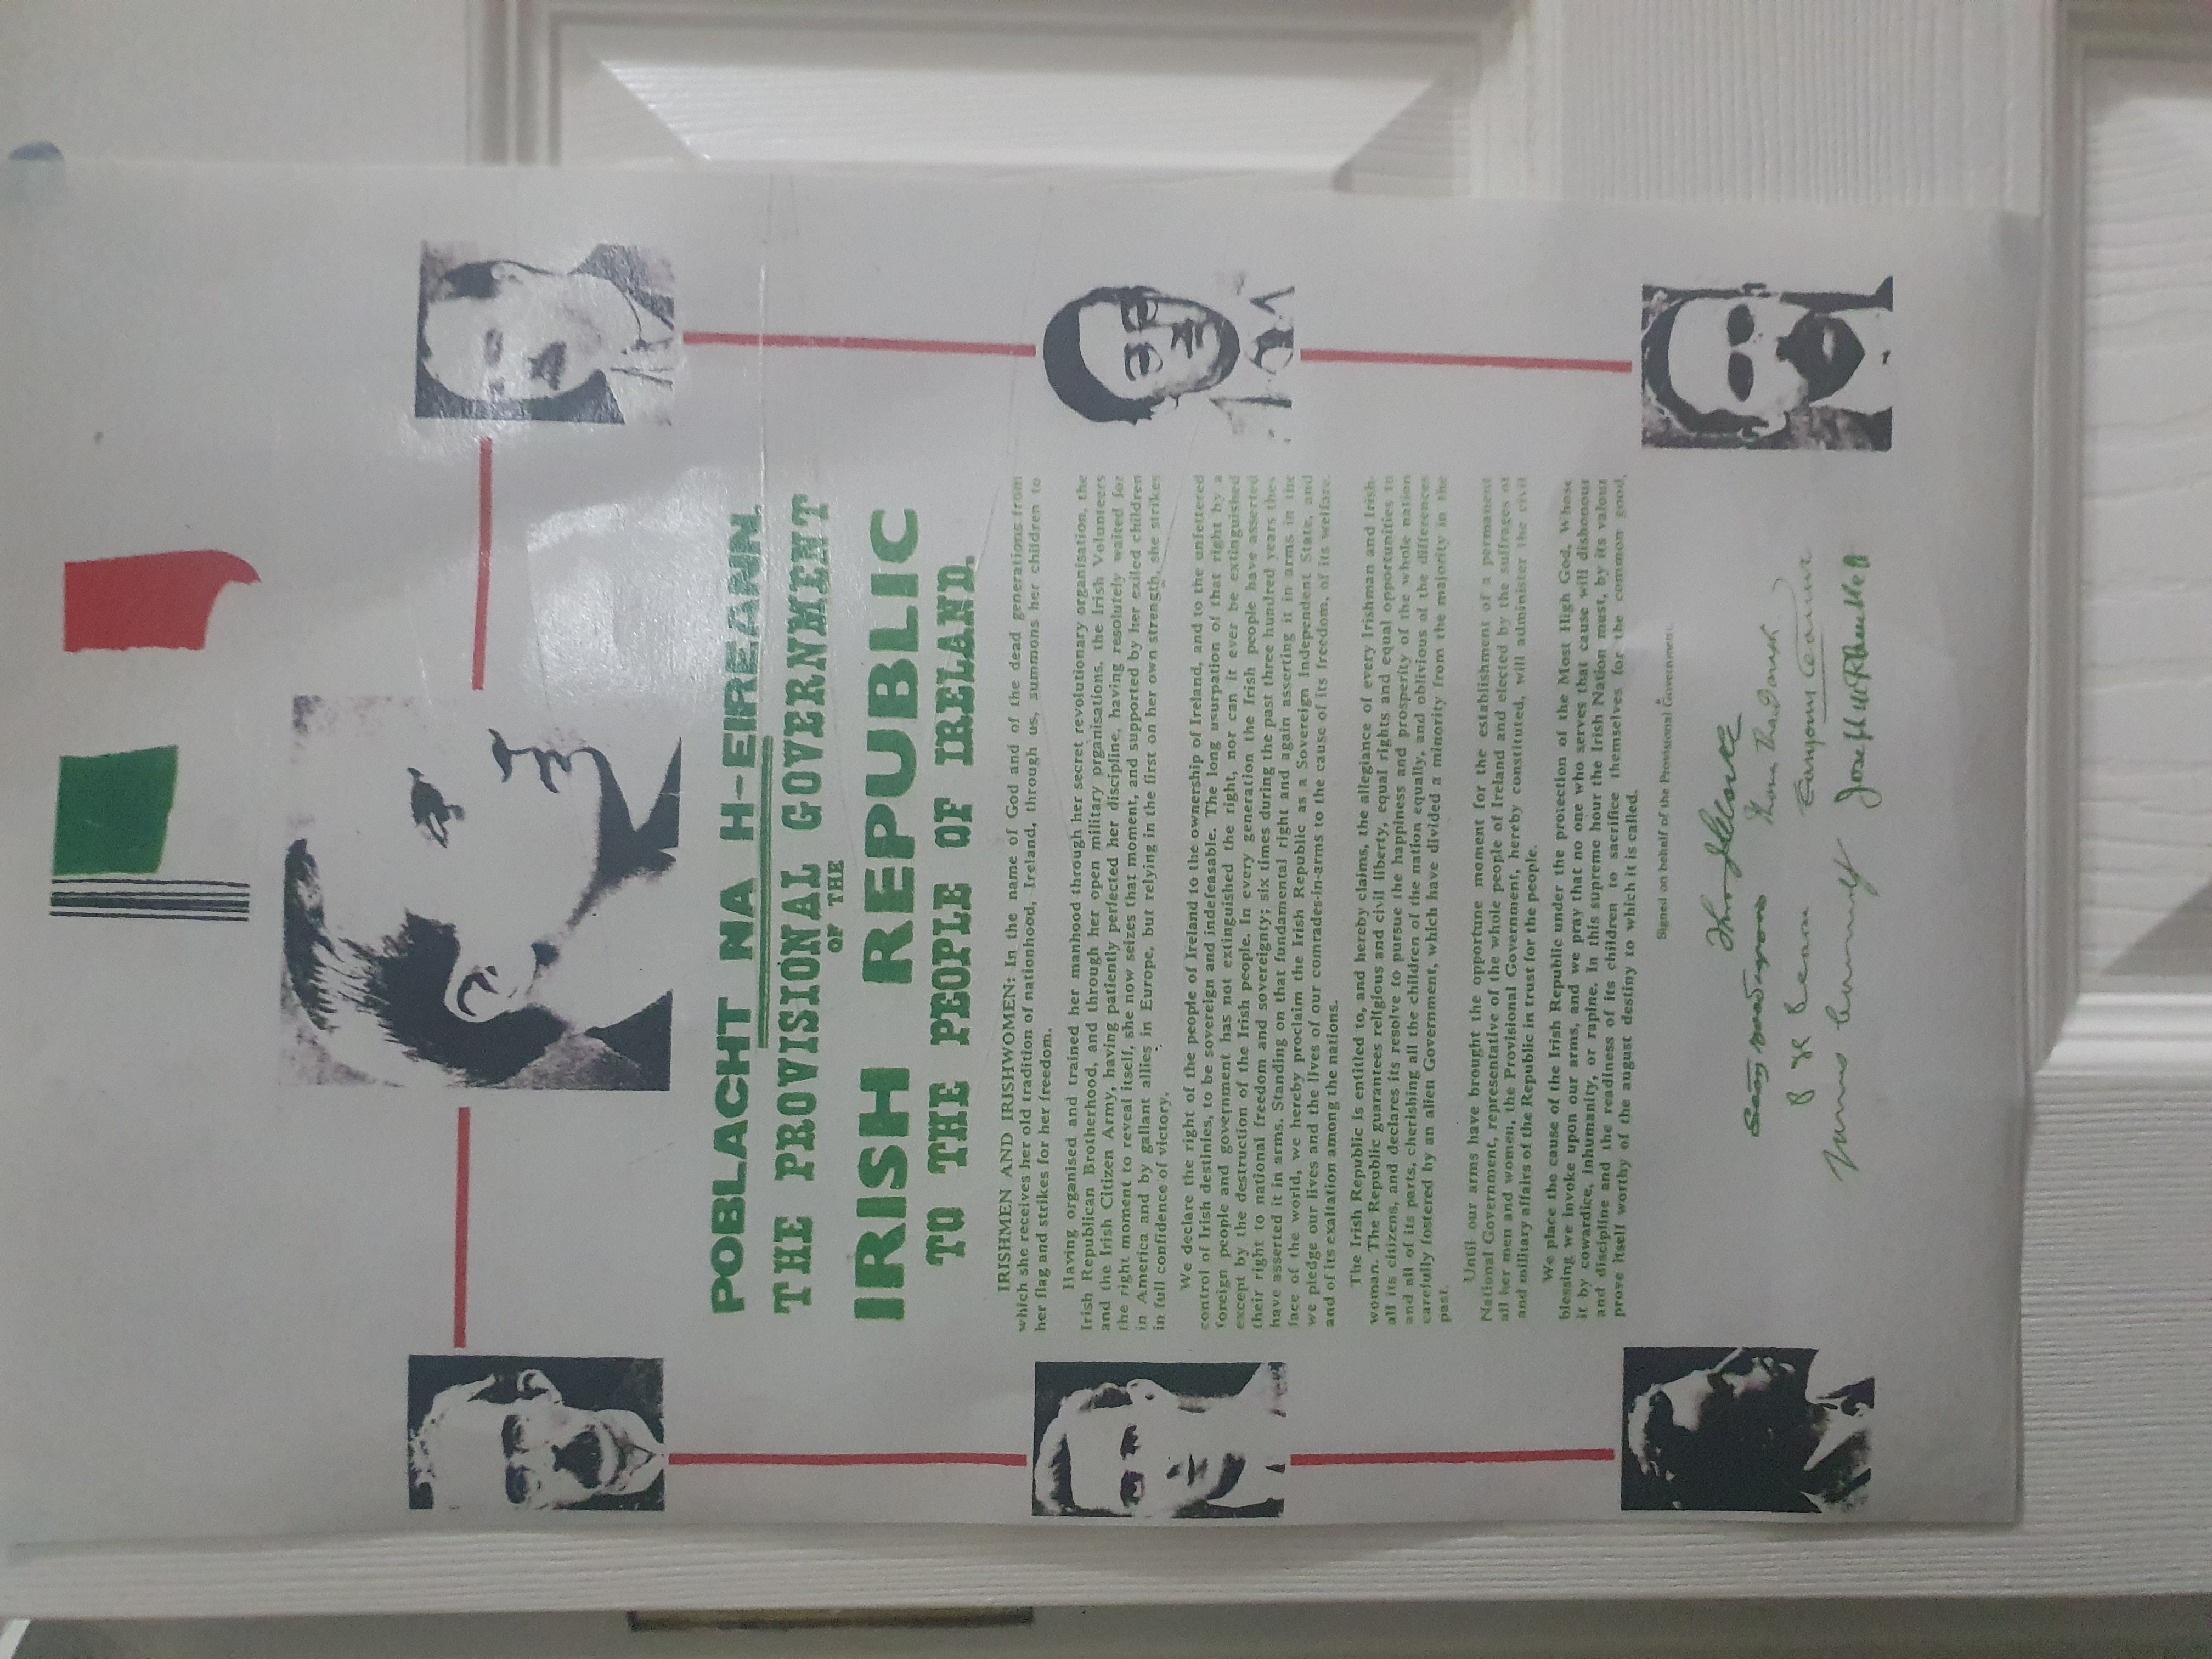 POBLACHT NA H-EIREANN.
THE PROVISIONAL GOVERNMENT
OF THE
IRISH REPUBLIC
TO THE PEOPLE OF IRELAND.
IRISHMEN AND IRISHWOMEN: In the name of God and of the dead generations from
which she receives her old tradition of nationhood, Ireland, through us, summons her children to
her flag and strikes for her freedom.
Having organised and trained her manhood through her secret revolutionary organisation, the
Irish Republican Brotherhood, and through her open military organisations, the Irish Volunteers
and the Irish Citizen Army, having patiently perfected her discipline, having resolutely waited for
the right moment to reveal itself, she now seizes that moment, and supported by her exiled children
in America and by gallant allies in Europe, but relying in the first on her own strength, she strikes
in full confidence of victory.
We declare the right of the people of Ireland to the ownership of Ireland, and to the unfettered
control of Irish destinies, to be sovereign and indefeasable. The long usurpation of that right by a
foreign people and government has not extinguished the right, nor can it ever be extinguished
except by the destruction of the Irish people. In every generation the Irish people have asserted
their right to national freedom and sovereignty; six times during the past three hundred years they
have asserted it in arms. Standing on that fundamental right and again asserting it in arms in the
face of the world, we hereby proclaim the Irish Republic as a Sovereign Independent State, and
we pledge our lives and the lives of our comrades-in-arms to the cause of its freedom, of its welfare,
and of its exaltation among the nations.
The Irish Republic is entitled to, and hereby claims, the allegiance of every Irishman and Irish-
woman. The Republic guarantees religious and civil liberty, equal rights and equal opportunities to
all its citizens, and declares its resolve to pursue the happiness and prosperity of the whole nation
and all of its parts, cherishing all the children of the nation equally, and oblivious of the differences
carefully fostered by an alien Government, which have divided a minority from the majority in the
past.
Until our arms have brought the opportune moment for the establishment of a permanent
National Government, representative of the whole people of Ireland and elected by the suffrages of
all her men and women, the Provisional Government, hereby constituted, will administer the civil
and military affairs of the Republic in trust for the people.
We place the cause of the Irish Republic under the protection of the Most High God, Whose
blessing we invoke upon our arms, and we pray that no one who serves that cause will dishonour
it by cowardice, inhumanity, or rapine. In this supreme hour the Irish Nation must, by its valour
and discipline and the readiness of its children to sacrifice themselves for the common good,
prove itself worthy of the august destiny to which it is called.
Signed on behalf of the Provisional Government.